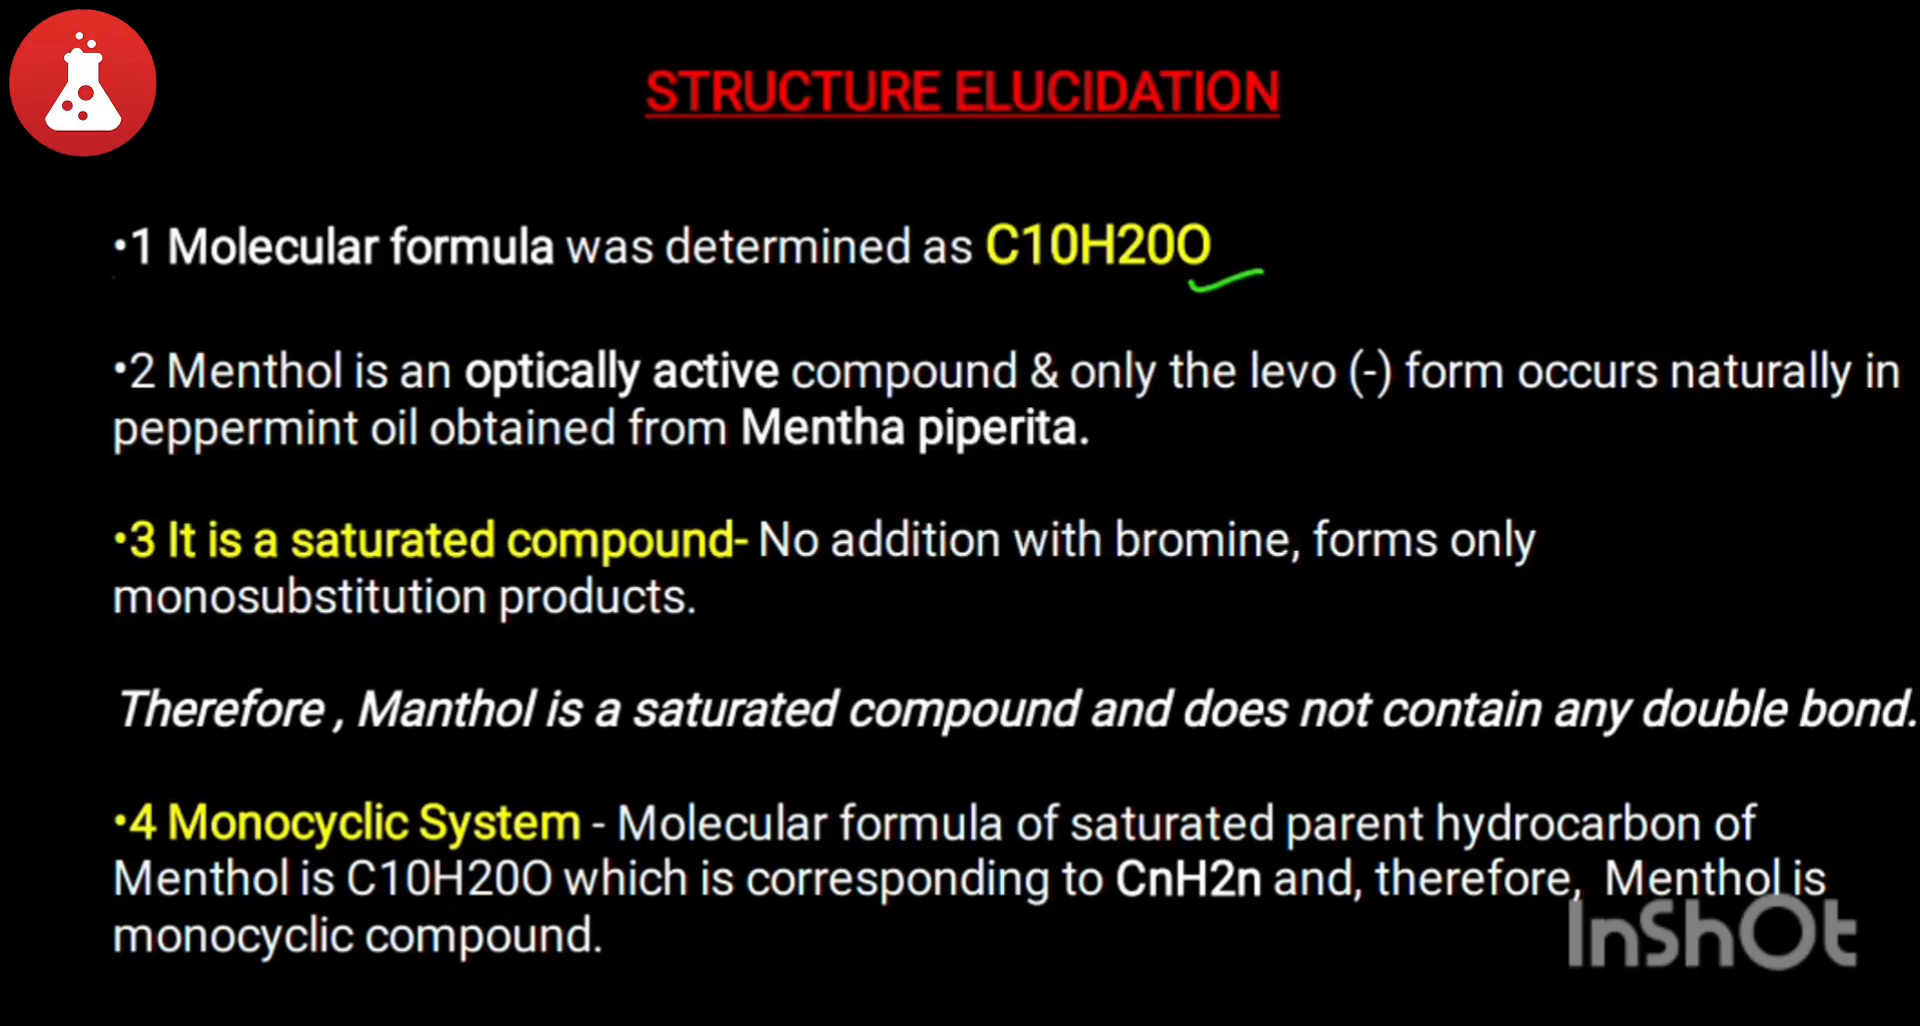 STRUCTURE ELUCIDATION
•1 Molecular formula was determined as C10H20O
•2 Menthol is an optically active compound & only the levo (-) form occurs naturally in
peppermint oil obtained from Mentha piperita.
•3 It is a saturated compound- No addition with bromine, forms only
monosubstitution products.
Therefore , Manthol is a saturated compound and does not contain any double bond.
•4 Monocyclic System - Molecular formula of saturated parent hydrocarbon of
Menthol is C10H20O which is corresponding to CnH2n and, therefore, Menthol is
monocyclic compound.
InShOt